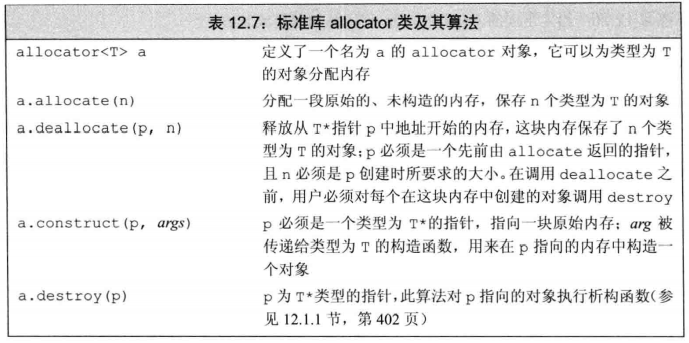 表 12.7：标准库 allocator 类及其算法
allocator<T> a 定义了一个名为 a 的 allocator 对象，它可以为类型为 T
的对象分配内存
a.allocate(n) 分配一段原始的、未构造的内存，保存 n 个类型为 T 的对象
a.deallocate(p, n) 释放从 T*指针 p 中地址开始的内存，这块内存保存了 n 个类
型为 T 的对象；p 必须是一个先前由 allocate 返回的指针，
且 n 必须是 p 创建时所要求的大小。在调用 deallocate 之
前，用户必须对每个在这块内存中创建的对象调用 destroy
a.construct(p, args) p 必须是一个类型为 T*的指针，指向一块原始内存；arg 被
传递给类型为 T 的构造函数，用来在 p 指向的内存中构造一
个对象
a.destroy(p) p 为 T*类型的指针，此算法对 p 指向的对象执行析构函数（参
见 12.1.1 节，第 402 页）